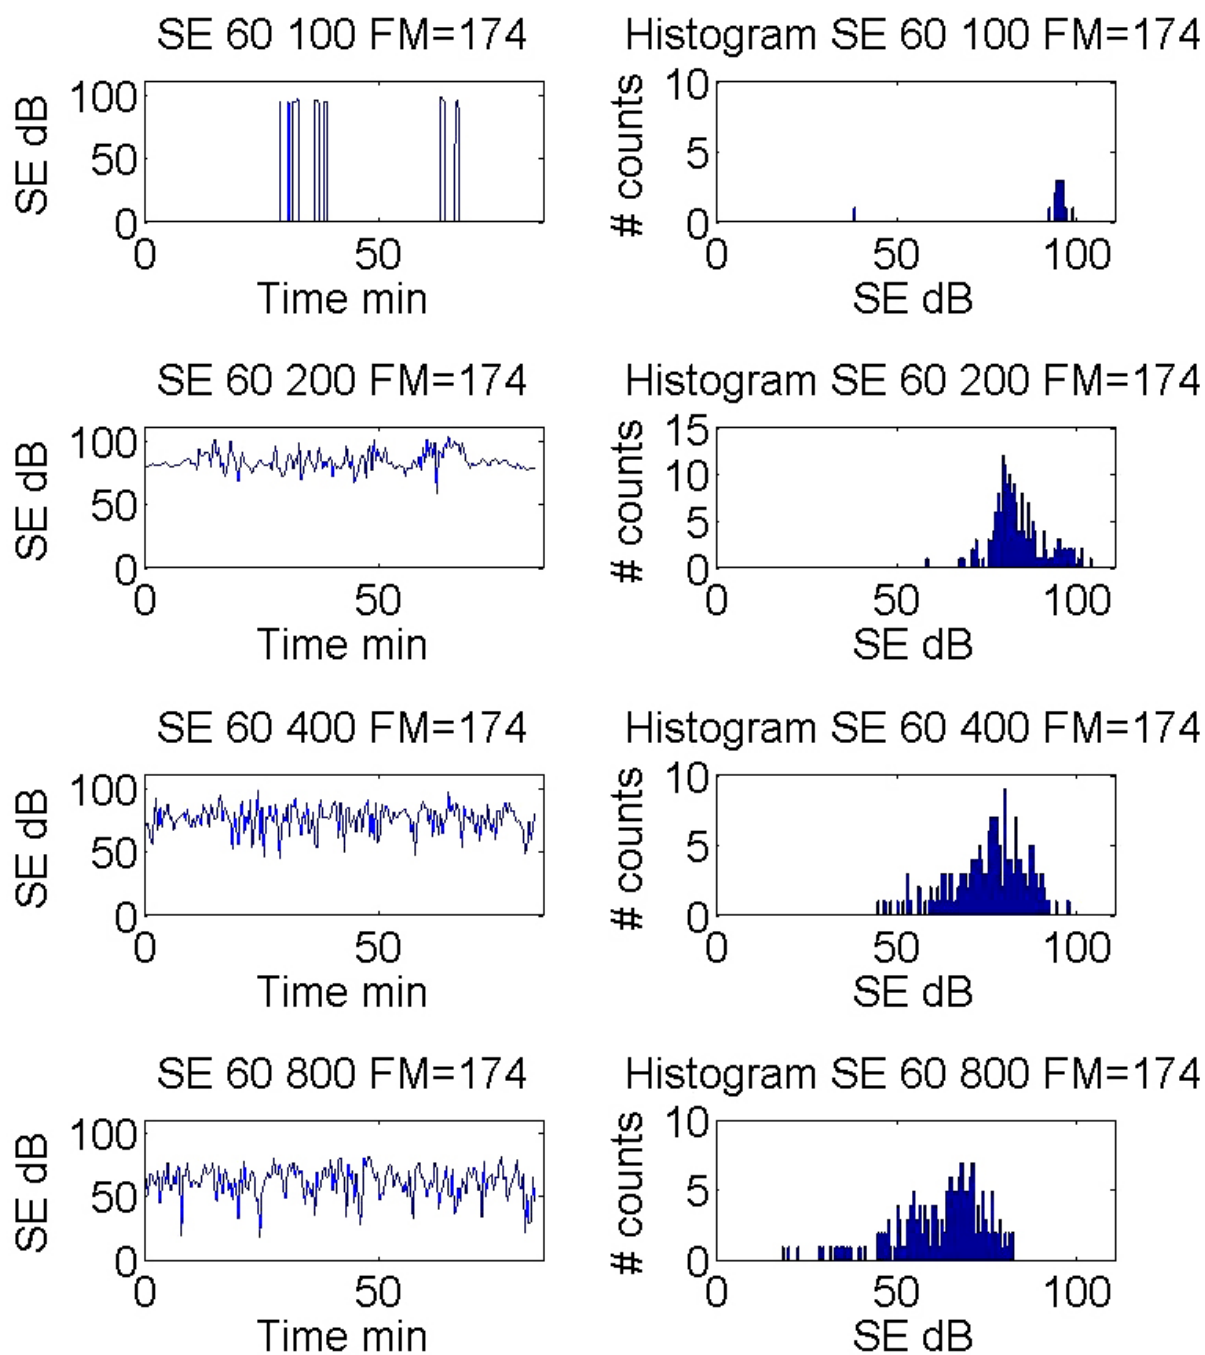 SE 60 100 FM=174
SE dB
100
50
0
0 50
Time min
Histogram SE 60 100 FM=174
# counts
10
5
0
0 50 100
SE dB
SE 60 200 FM=174
SE dB
100
50
0
0 50
Time min
Histogram SE 60 200 FM=174
# counts
15
10
5
0
0 50 100
SE dB
SE 60 400 FM=174
SE dB
100
50
0
0 50
Time min
Histogram SE 60 400 FM=174
# counts
10
5
0
0 50 100
SE dB
SE 60 800 FM=174
SE dB
100
50
0
0 50
Time min
Histogram SE 60 800 FM=174
# counts
10
5
0
0 50 100
SE dB